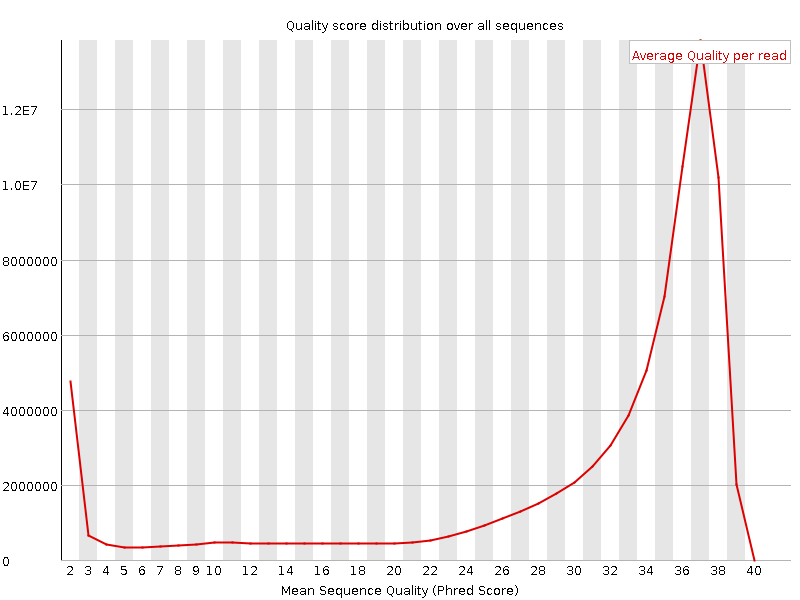 Quality score distribution over all sequences
Average Quality per read
1.2E7
1.0E7
8000000
6000000
4000000
2000000
0
2 3 4 5 6 7 8 9 10 12 14 16 18 20 22 24 26 28 30 32 34 36 38 40
Mean Sequence Quality (Phred Score)